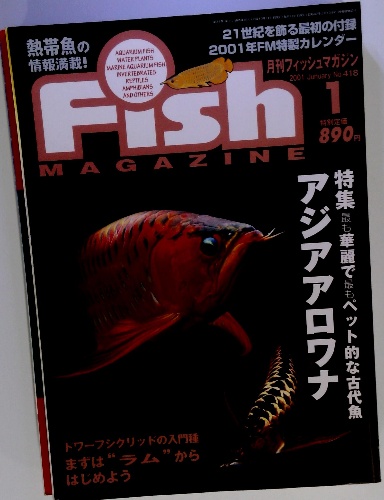 熱帯魚の
情報満載!
21世紀を飾る最初の付録
2001年FM特製カレンダー
月刊フィッシュマガジン
2001 January No.418
AQUARIUM FISH
WATER PLANTS
MARINE AQUARIUM FISH
INVERTEBRATES
REPTILES
AMPHIBIANS
AND OTHERS
Fish
MAGAZINE
1
特別定価
890円
特集 最も華麗で最もペット的な古代魚
アジアアロワナ
ドワーフシクリッドの入門種
まずは“ラム”から
はじめよう